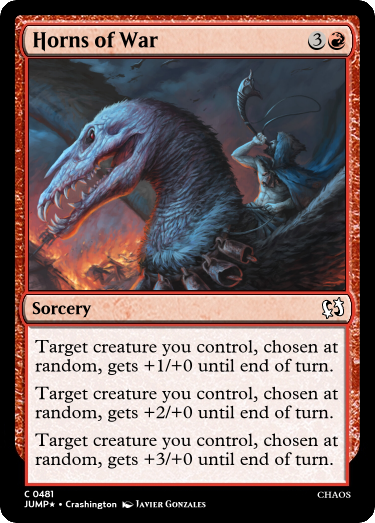 Horns of War 3
Sorcery
Target creature you control, chosen at
random, gets +1/+0 until end of turn.
Target creature you control, chosen at
random, gets +2/+0 until end of turn.
Target creature you control, chosen at
random, gets +3/+0 until end of turn.
C 0481 CHAOS
JUMP★ • Crashington Javier Gonzales